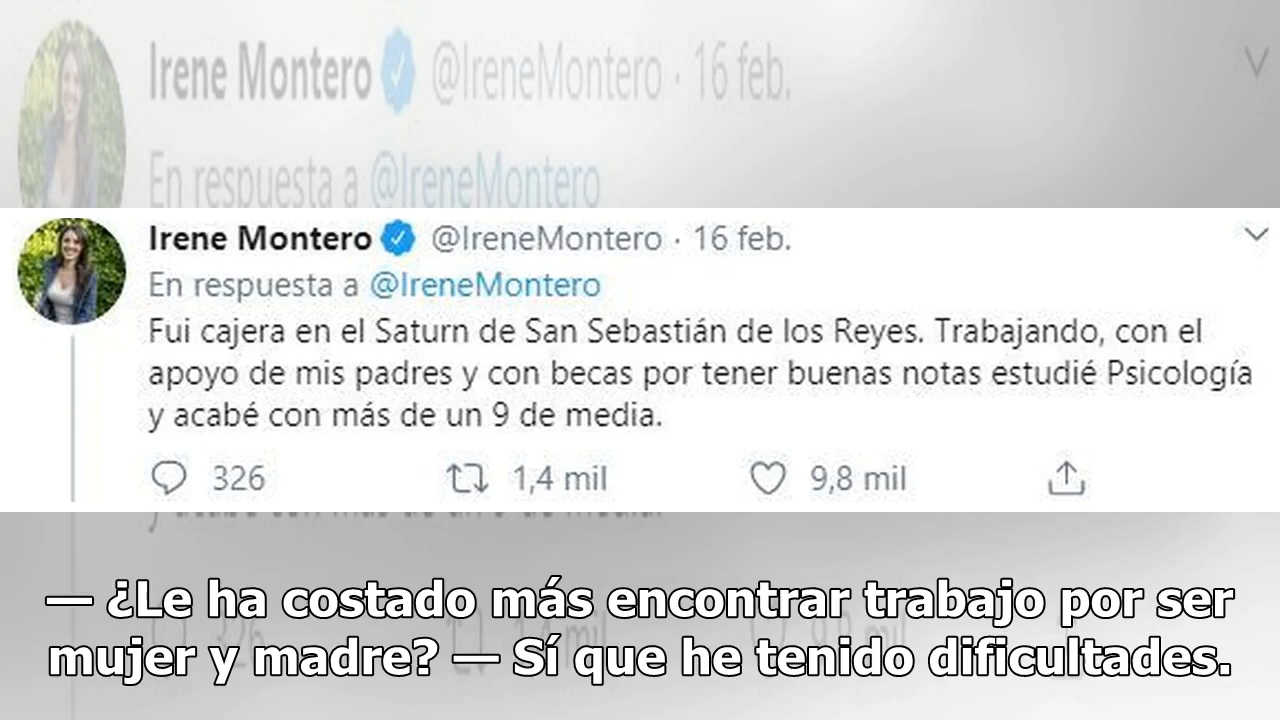 Irene Montero @IreneMontero · 16 feb.
En respuesta a @IreneMontero
Irene Montero @IreneMontero · 16 feb.
En respuesta a @IreneMontero
Fui cajera en el Saturn de San Sebastián de los Reyes. Trabajando, con el
apoyo de mis padres y con becas por tener buenas notas estudié Psicología
y acabé con más de un 9 de media.
326 1,4 mil 9,8 mil
— ¿Le ha costado más encontrar trabajo por ser
mujer y madre? — Sí que he tenido dificultades.